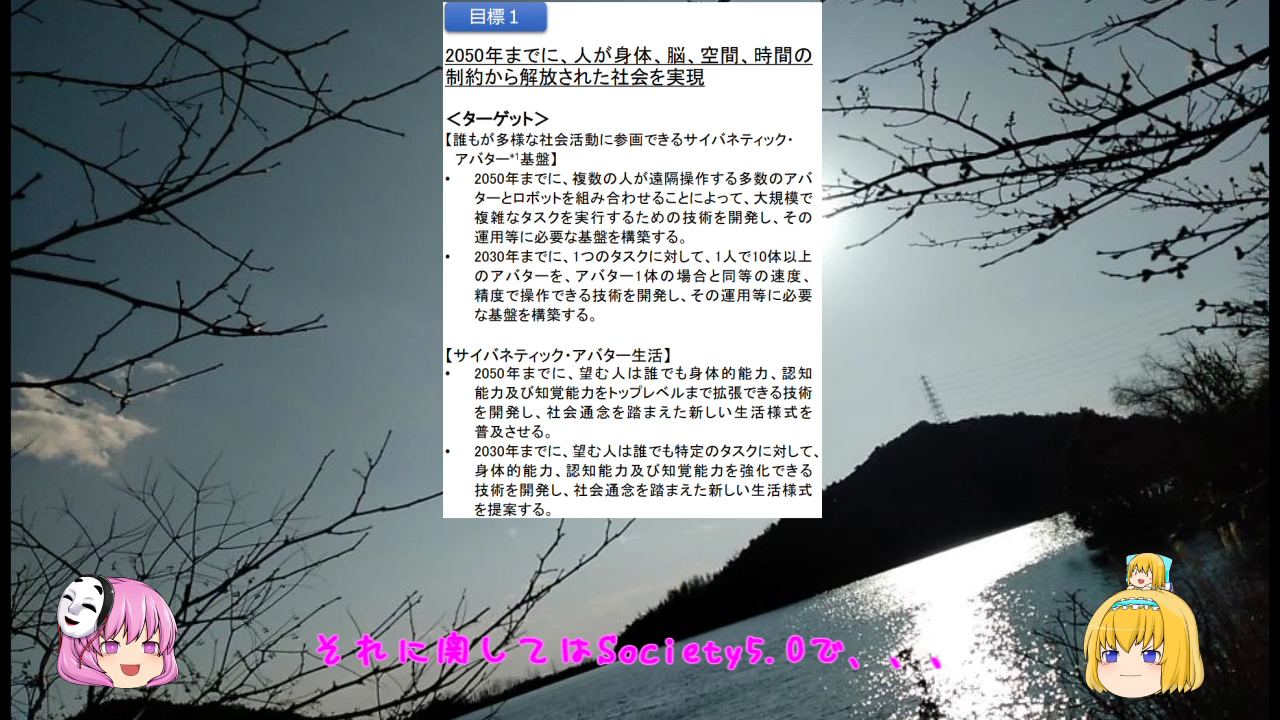 目標１
2050年までに、人が身体、脳、空間、時間の
制約から解放された社会を実現
＜ターゲット＞
【誰もが多様な社会活動に参画できるサイバネティック・
アバター*1基盤】
• 2050年までに、複数の人が遠隔操作する多数のアバ
ターとロボットを組み合わせることによって、大規模で
複雑なタスクを実行するための技術を開発し、その
運用等に必要な基盤を構築する。
• 2030年までに、1つのタスクに対して、1人で10体以上
のアバターを、アバター1体の場合と同等の速度、
精度で操作できる技術を開発し、その運用等に必要
な基盤を構築する。
【サイバネティック・アバター生活】
• 2050年までに、望む人は誰でも身体的能力、認知
能力及び知覚能力をトップレベルまで拡張できる技術
を開発し、社会通念を踏まえた新しい生活様式を
普及させる。
• 2030年までに、望む人は誰でも特定のタスクに対して、
身体的能力、認知能力及び知覚能力を強化できる
技術を開発し、社会通念を踏まえた新しい生活様式
を提案する。
それに関してはSociety5.0で、、、